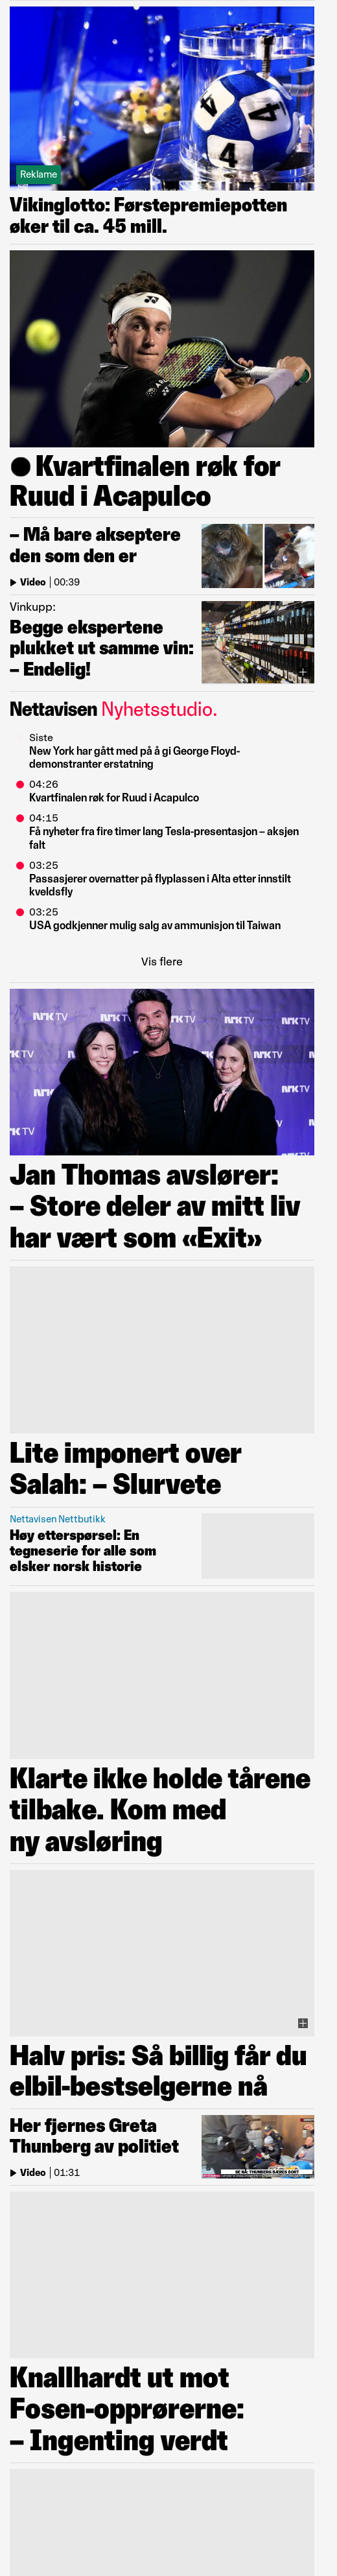 Reklame
Vikinglotto: Førstepremiepotten
øker til ca. 45 mill.
Kvartfinalen røk for
Ruud i Acapulco
– Må bare akseptere
den som den er
Video | 00:39
Vinkupp:
Begge ekspertene
plukket ut samme vin:
– Endelig!
Nettavisen Nyhetsstudio.
Siste
New York har gått med på å gi George Floyd-
demonstranter erstatning
04:26
Kvartfinalen røk for Ruud i Acapulco
04:15
Få nyheter fra fire timer lang Tesla-presentasjon – aksjen
falt
03:25
Passasjerer overnatter på flyplassen i Alta etter innstilt
kveldsfly
03:25
USA godkjenner mulig salg av ammunisjon til Taiwan
Vis flere
NRK TV
Jan Thomas avslører:
– Store deler av mitt liv
har vært som «Exit»
Lite imponert over
Salah: – Slurvete
Nettavisen Nettbutikk
Høy etterspørsel: En
tegneserie for alle som
elsker norsk historie
Klarte ikke holde tårene
tilbake. Kom med
ny avsløring
Halv pris: Så billig får du
elbil-bestselgerne nå
Her fjernes Greta
Thunberg av politiet
Video | 01:31
Knallhardt ut mot
Fosen-opprørerne:
– Ingenting verdt